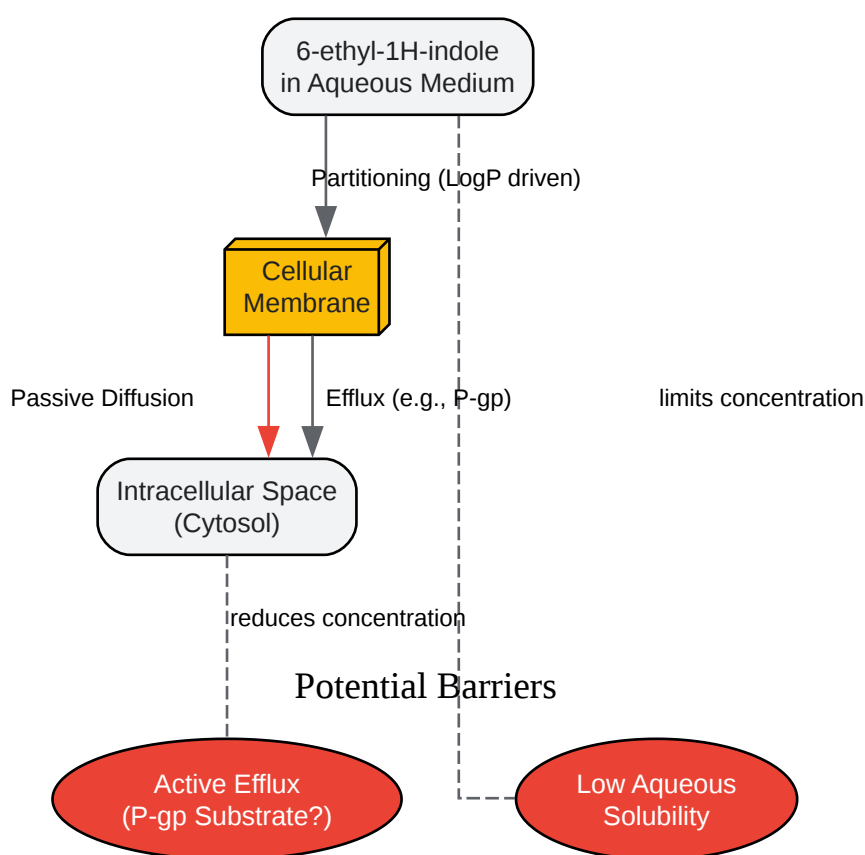 6-ethyl-1H-indole
in Aqueous Medium
Partitioning (LogP driven)
Cellular
Membrane
Passive Diffusion
Efflux (e.g., P-gp)
limits concentration
Intracellular Space
(Cytosol)
reduces concentration
Potential Barriers
Active Efflux
(P-gp Substrate?)
Low Aqueous
Solubility